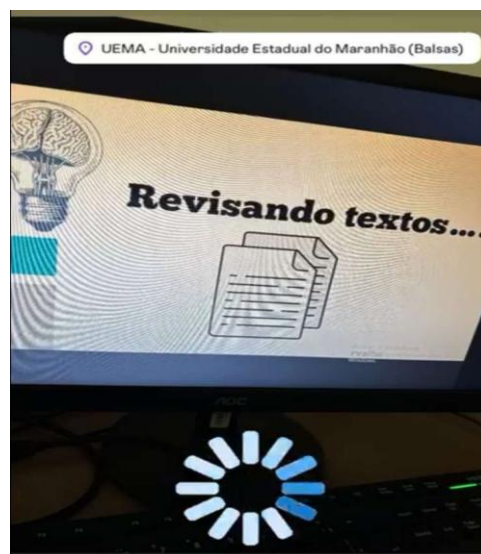 UEMA - Universidade Estadual do Maranhão (Balsas)
Revisando textos....
AOC